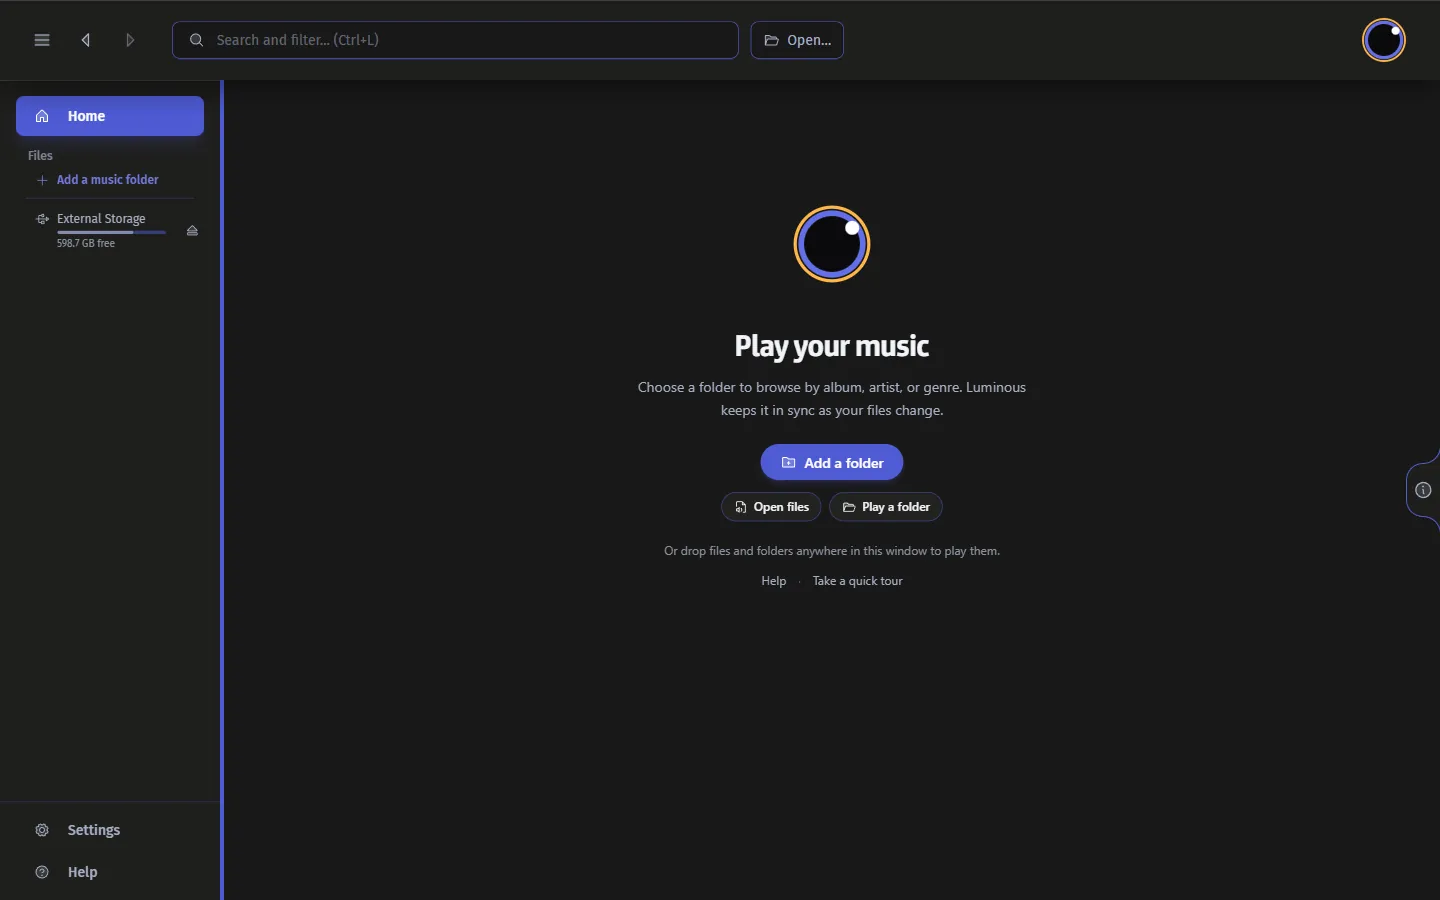 Search and filter... (Ctrl+L)
Open...
Home
Files
Add a music folder
External Storage
598.7 GB free
Play your music
Choose a folder to browse by album, artist, or genre. Luminous
keeps it in sync as your files change.
Add a folder
Open files
Play a folder
Or drop files and folders anywhere in this window to play them.
Help · Take a quick tour
Settings
Help